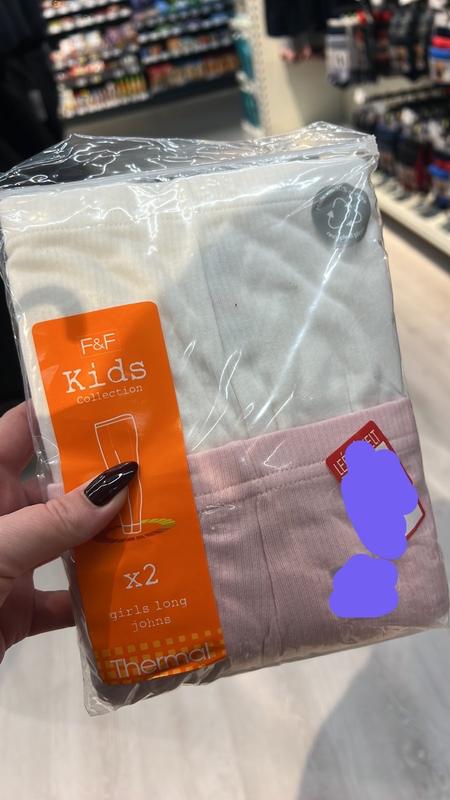 F&F
Kids
Collection
x2
girls long
johns
Thermal